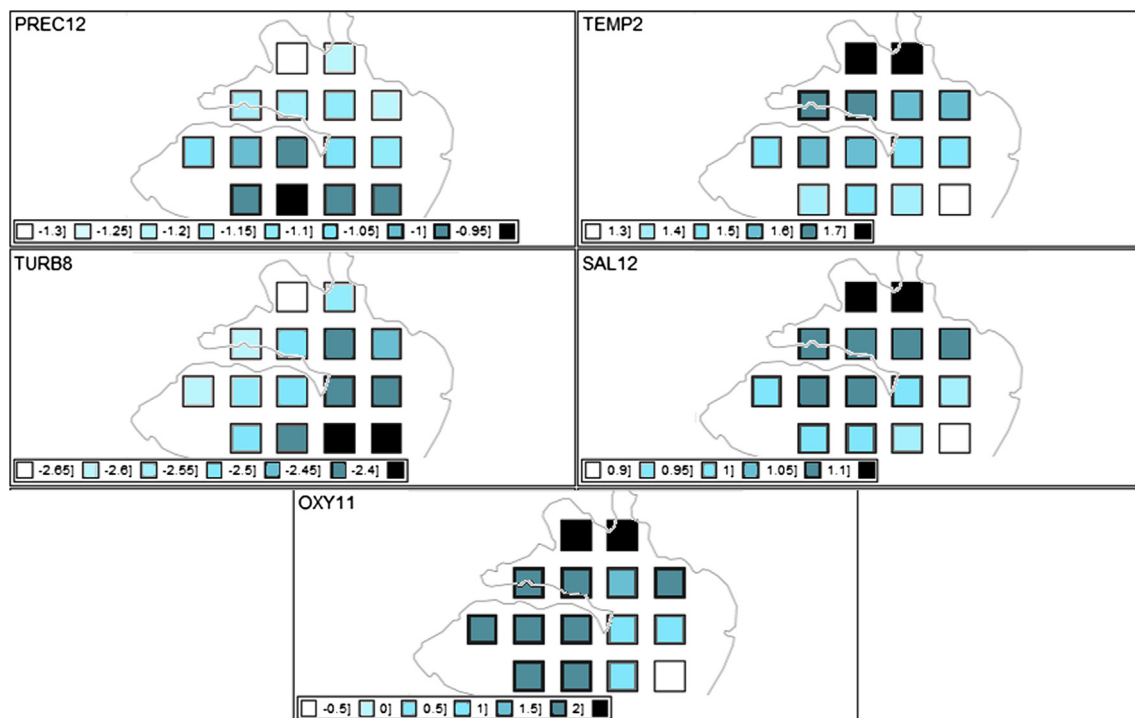 PREC12
TEMP2
-1.3] -1.25] -1.2] -1.15] -1.1] -1.05] -1] -0.95]
1.3] 1.4] 1.5] 1.6] 1.7]
TURB8
SAL12
-2.65] -2.6] -2.55] -2.5] -2.45] -2.4]
0.9] 0.95] 1] 1.05] 1.1]
OXY11
-0.5] 0] 0.5] 1] 1.5] 2]